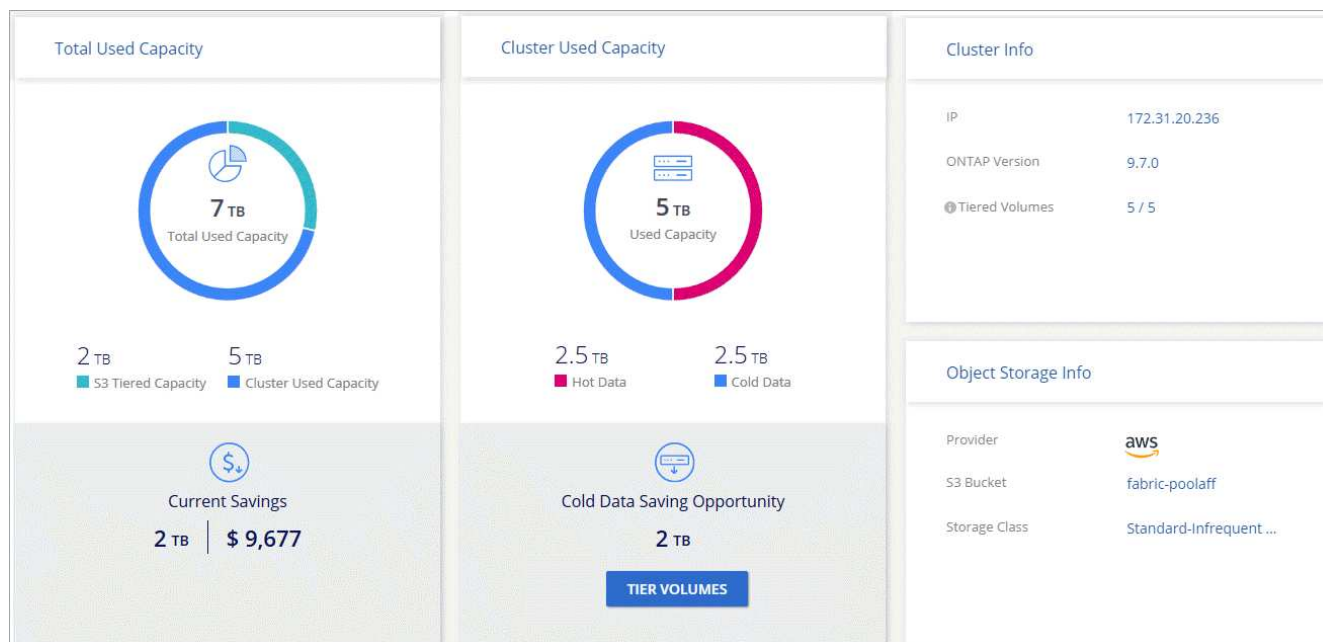 Total Used Capacity
7 TB
Total Used Capacity
2 TB
S3 Tiered Capacity
5 TB
Cluster Used Capacity
Current Savings
2 TB $ 9,677
Cluster Used Capacity
5 TB
Used Capacity
2.5 TB
Hot Data
2.5 TB
Cold Data
Cold Data Saving Opportunity
2 TB
TIER VOLUMES
Cluster Info
IP 172.31.20.236
ONTAP Version 9.7.0
Tiered Volumes 5 / 5
Object Storage Info
Provider aws
S3 Bucket fabric-poolaff
Storage Class Standard-Infrequent ...